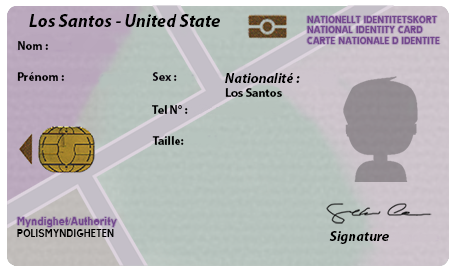 Los Santos - United State
NATIONELLT IDENTITETSKORT
NATIONAL IDENTITY CARD
CARTE NATIONALE D IDENTITE
Nom :
Prénom :
Sex :
Nationalité :
Los Santos
Tel N° :
Taille:
Myndighet/Authority
POLISMYNDIGHETEN
Signature